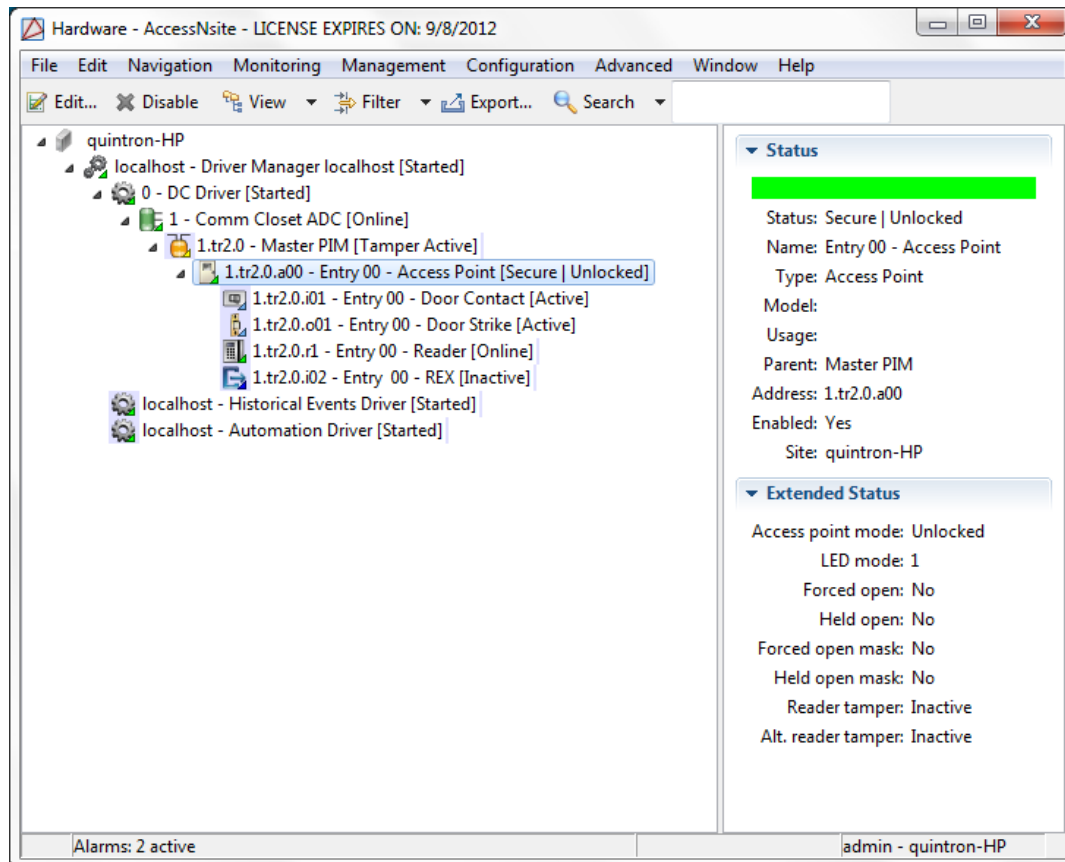 Hardware - AccessNsite - LICENSE EXPIRES ON: 9/8/2012
File Edit Navigation Monitoring Management Configuration Advanced Window Help
Edit... Disable View Filter Export... Search
quintron-HP
localhost - Driver Manager localhost [Started]
0 - DC Driver [Started]
1 - Comm Closet ADC [Online]
1.tr2.0 - Master PIM [Tamper Active]
1.tr2.0.a00 - Entry 00 - Access Point [Secure | Unlocked]
1.tr2.0.i01 - Entry 00 - Door Contact [Active]
1.tr2.0.o01 - Entry 00 - Door Strike [Active]
1.tr2.0.r1 - Entry 00 - Reader [Online]
1.tr2.0.i02 - Entry  00 - REX [Inactive]
localhost - Historical Events Driver [Started]
localhost - Automation Driver [Started]
Status
Status: Secure | Unlocked
Name: Entry 00 - Access Point
Type: Access Point
Model:
Usage:
Parent: Master PIM
Address: 1.tr2.0.a00
Enabled: Yes
Site: quintron-HP
Extended Status
Access point mode: Unlocked
LED mode: 1
Forced open: No
Held open: No
Forced open mask: No
Held open mask: No
Reader tamper: Inactive
Alt. reader tamper: Inactive
Alarms: 2 active
admin - quintron-HP